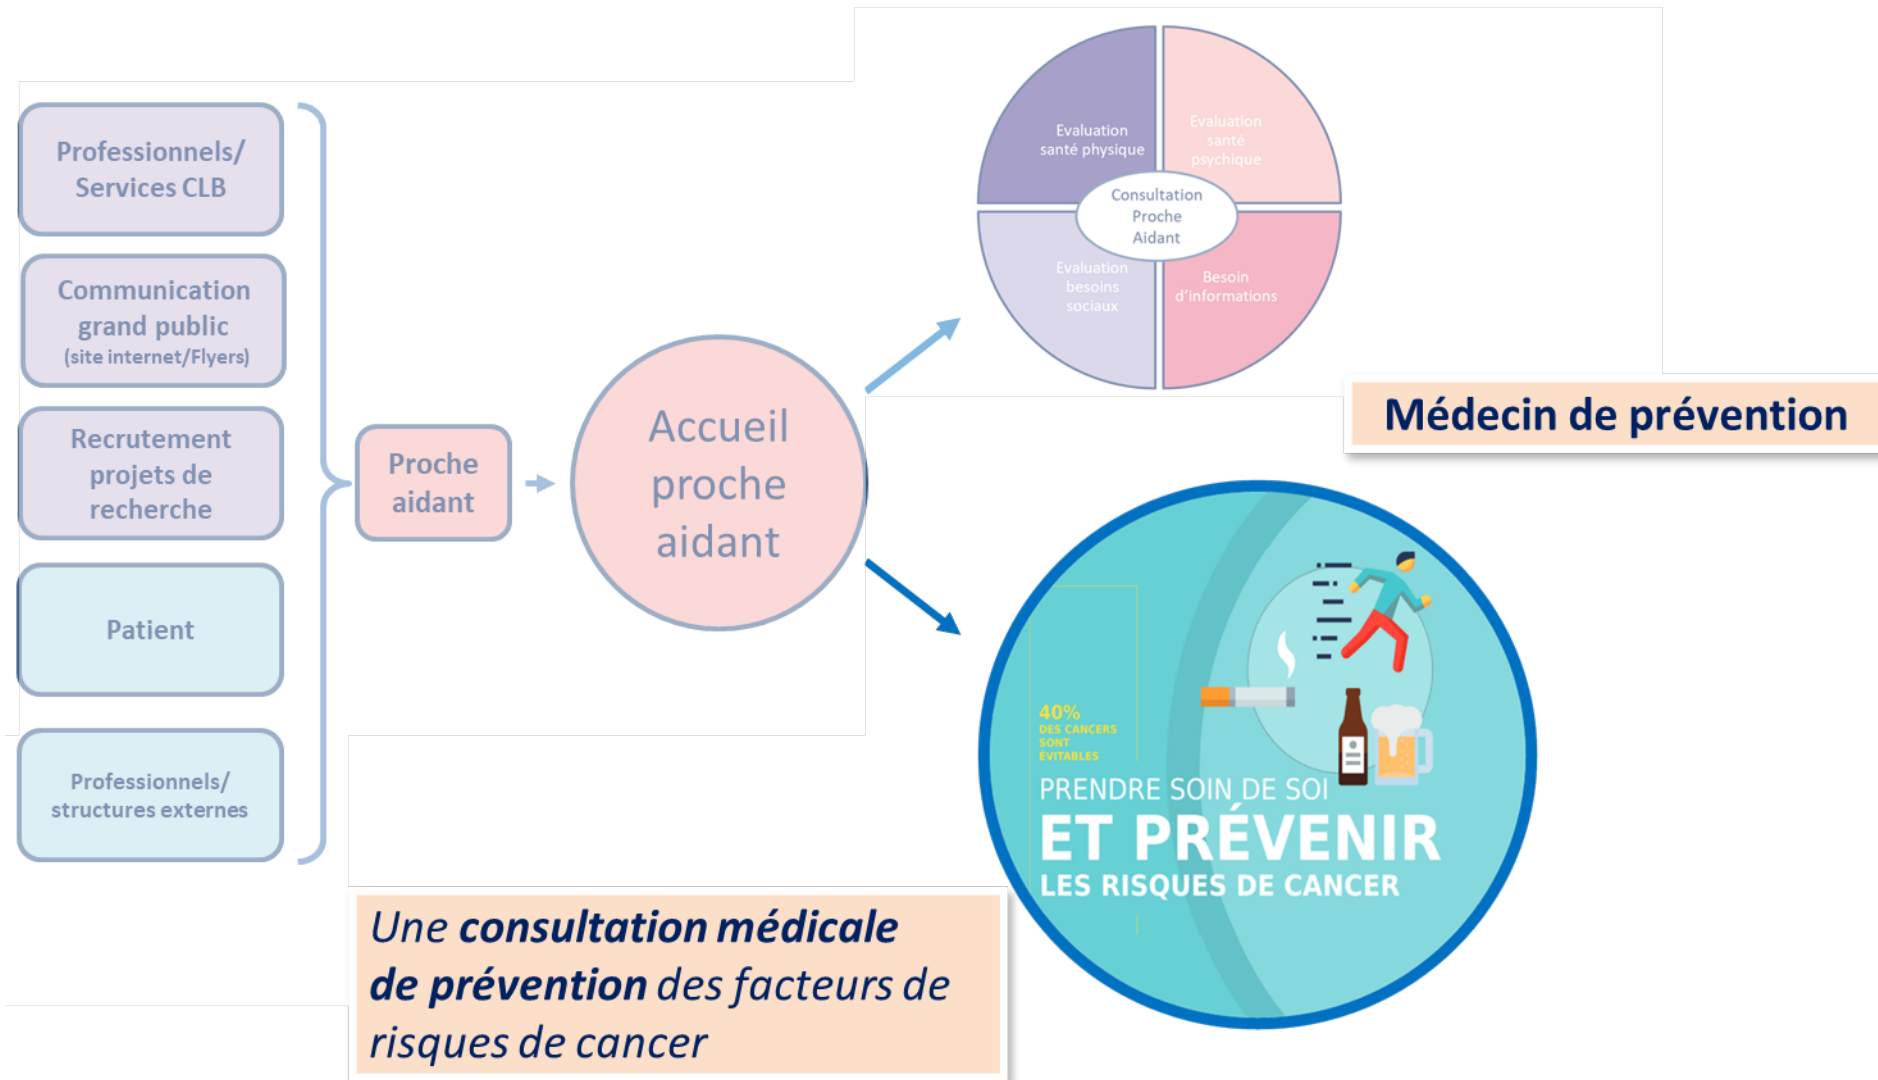 Professionnels/
Services CLB
Communication
grand public
(site internet/Flyers)
Recrutement
projets de
recherche
Patient
Professionnels/
structures externes
Proche
aidant
Accueil
proche
aidant
Evaluation
santé physique
Evaluation
santé
psychique
Consultation
Proche
Aidant
Evaluation
besoins
sociaux
Besoin
d'informations
Médecin de prévention
40%
DES CANCERS
SONT
ÉVITABLES
PRENDRE SOIN DE SOI
ET PRÉVENIR
LES RISQUES DE CANCER
Une consultation médicale
de prévention des facteurs de
risques de cancer